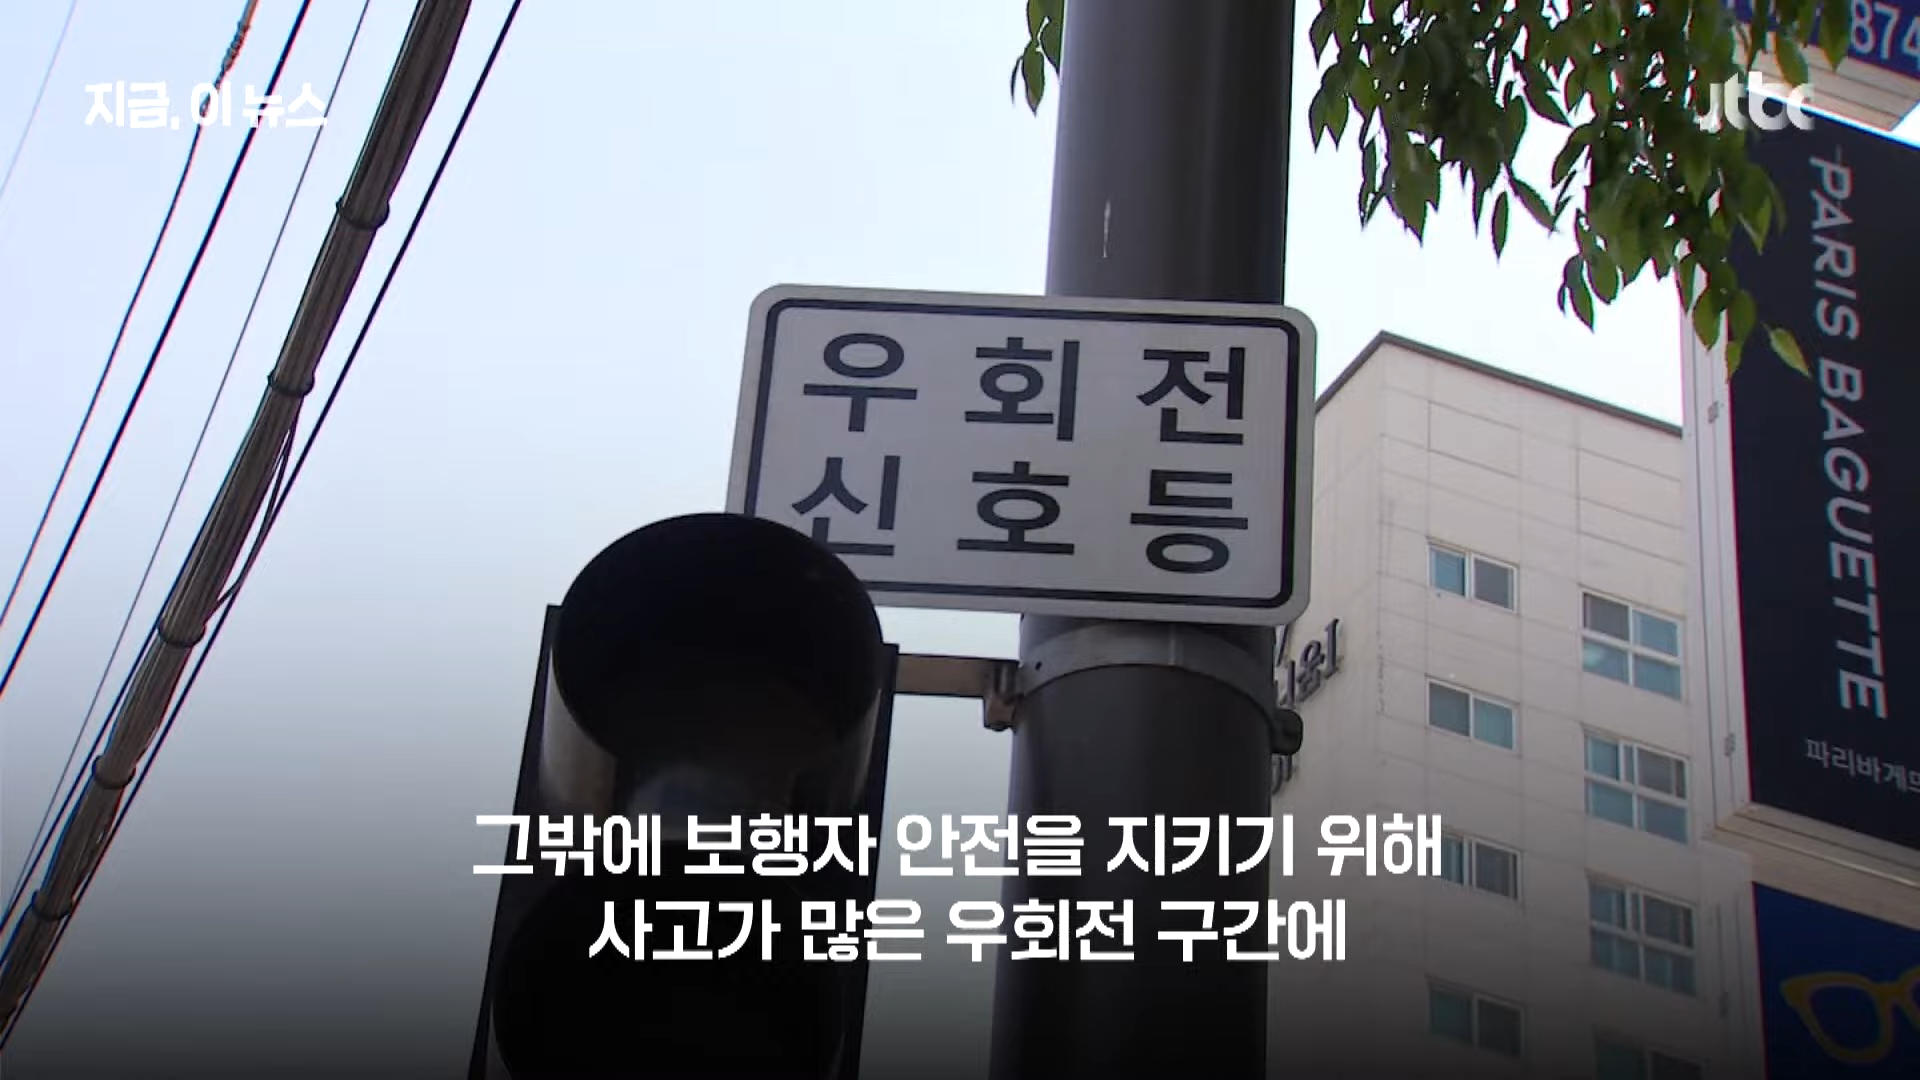 지금, 이 뉴스
jtbc
874
PARIS BAGUETTE
파리바게뜨
우회전
신호등
그밖에 보행자 안전을 지키기 위해
사고가 많은 우회전 구간에